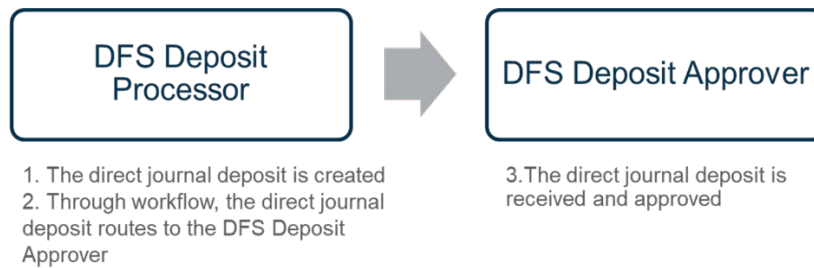 DFS Deposit
Processor
DFS Deposit Approver
1. The direct journal deposit is created
2. Through workflow, the direct journal
deposit routes to the DFS Deposit
Approver
3.The direct journal deposit is
received and approved